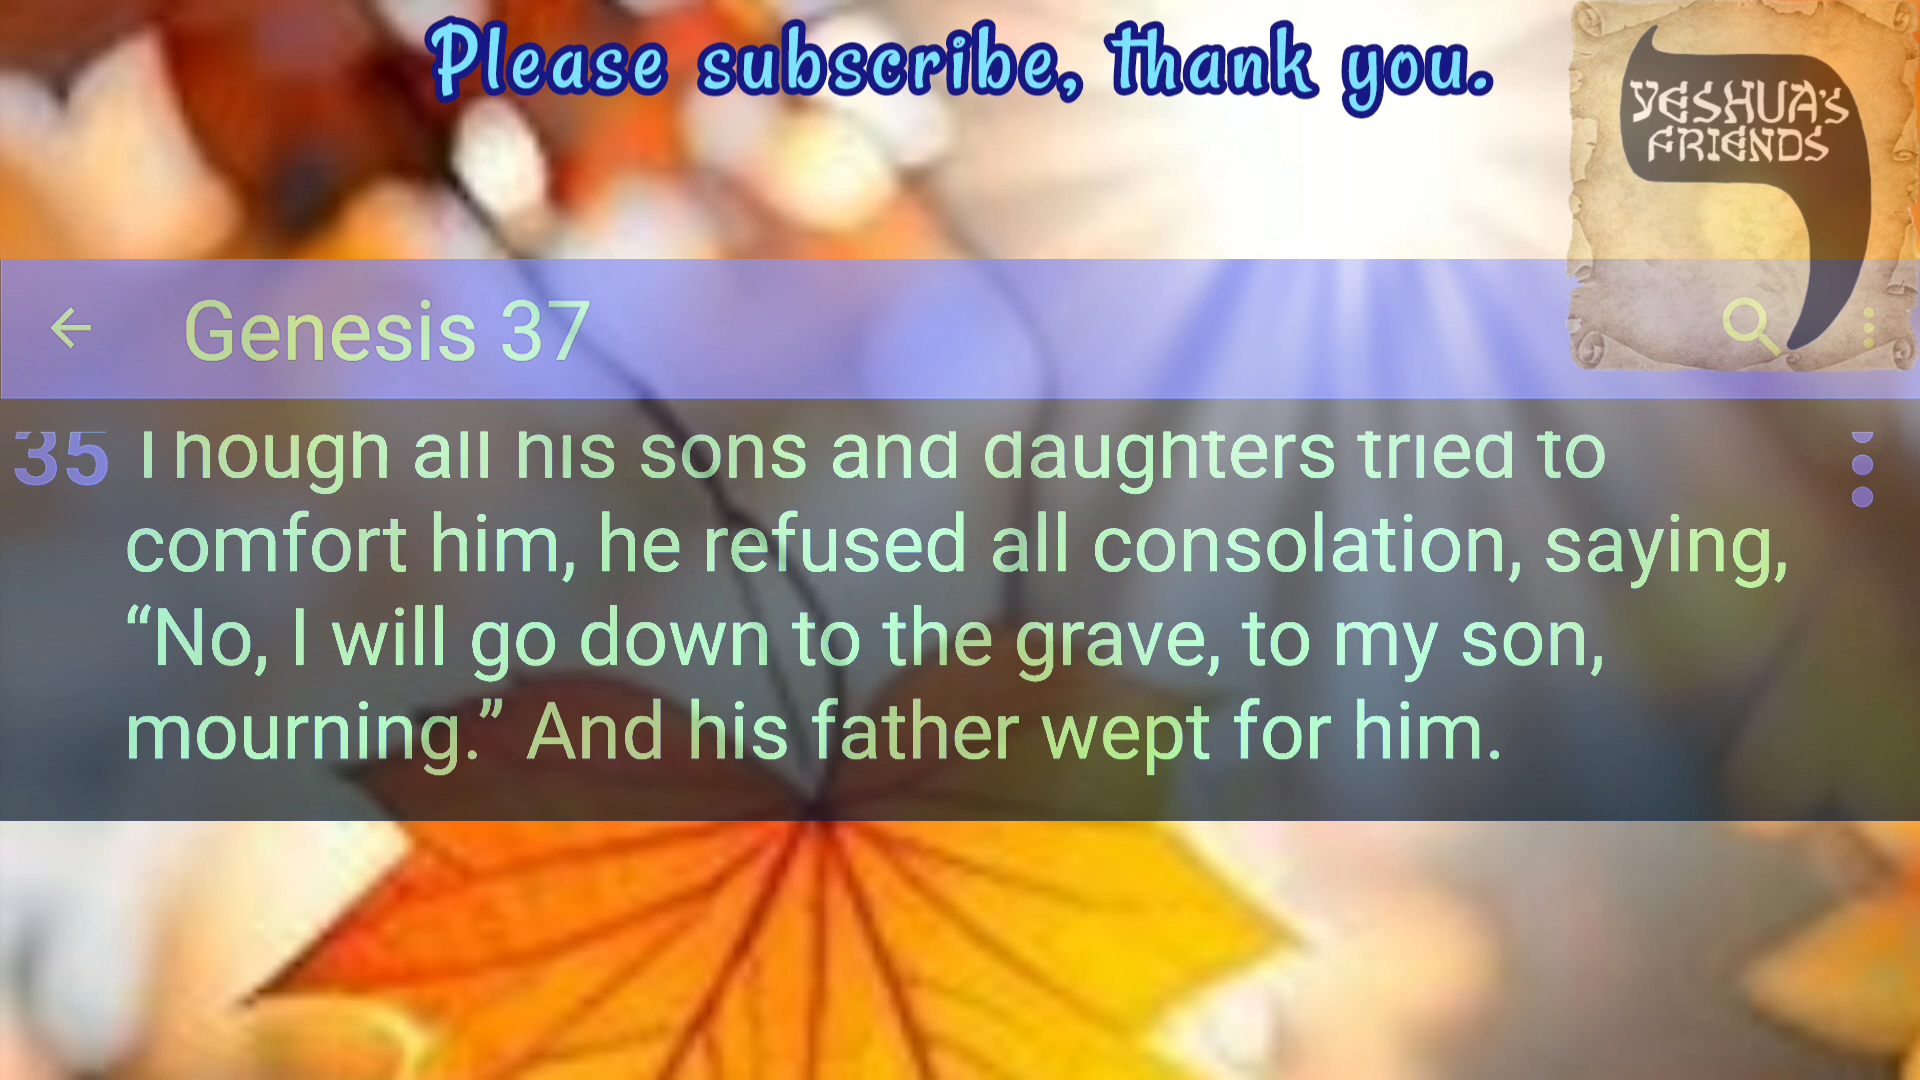 Please subscribe, thank you.
YESHUA'S
FRIENDS
Genesis 37
35 Though all his sons and daughters tried to
comfort him, he refused all consolation, saying,
“No, I will go down to the grave, to my son,
mourning.” And his father wept for him.